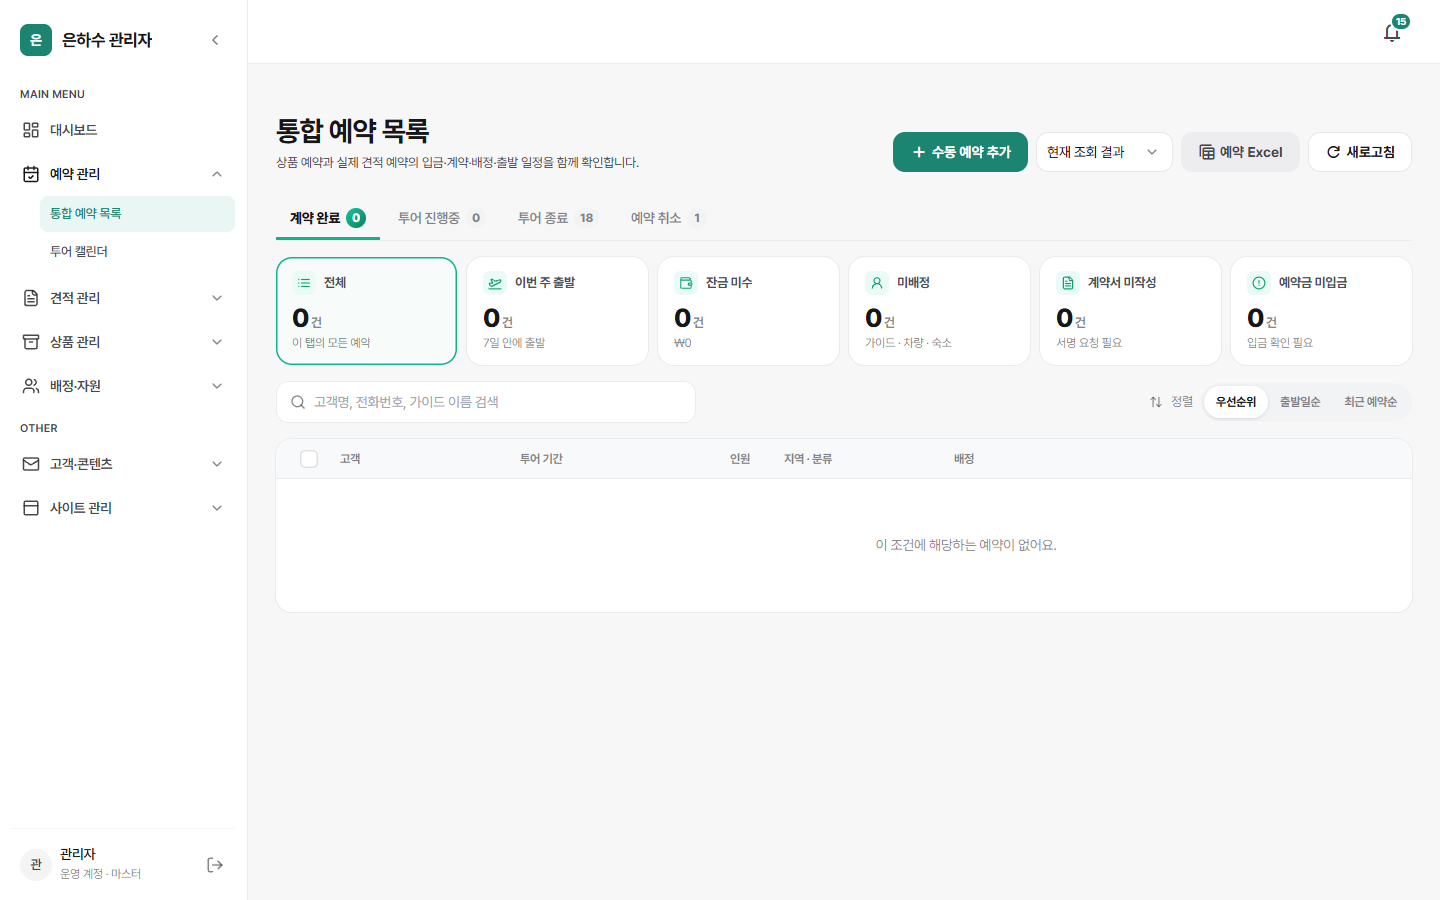 은 은하수 관리자
MAIN MENU
대시보드
예약 관리
통합 예약 목록
투어 캘린더
견적 관리
상품 관리
배정·자원
OTHER
고객·콘텐츠
사이트 관리
관 관리자
운영 계정 · 마스터
15
통합 예약 목록
상품 예약과 실제 견적 예약의 입금·계약·배정·출발 일정을 함께 확인합니다.
수동 예약 추가 현재 조회 결과 예약 Excel 새로고침
계약 완료 0 투어 진행중 0 투어 종료 18 예약 취소 1
전체
0건
이 탭의 모든 예약
이번 주 출발
0건
7일 안에 출발
잔금 미수
0건
₩0
미배정
0건
가이드 · 차량 · 숙소
계약서 미작성
0건
서명 요청 필요
예약금 미입금
0건
입금 확인 필요
고객명, 전화번호, 가이드 이름 검색
정렬 우선순위 출발일순 최근 예약순
고객 투어 기간 인원 지역 · 분류 배정
이 조건에 해당하는 예약이 없어요.